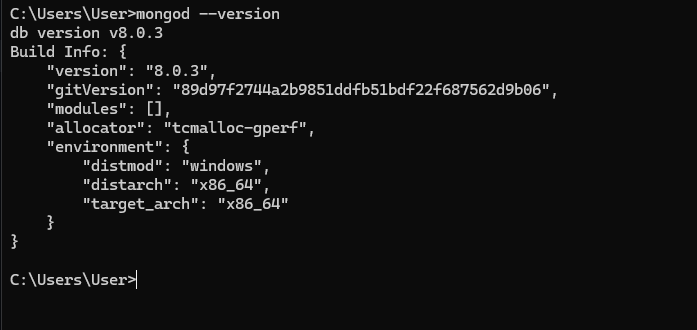 C:\Users\User>mongod --version
db version v8.0.3
Build Info: {
    "version": "8.0.3",
    "gitVersion": "89d97f2744a2b9851ddfb51bdf22f687562d9b06",
    "modules": [],
    "allocator": "tcmalloc-gperf",
    "environment": {
        "distmod": "windows",
        "distarch": "x86_64",
        "target_arch": "x86_64"
    }
}
C:\Users\User>